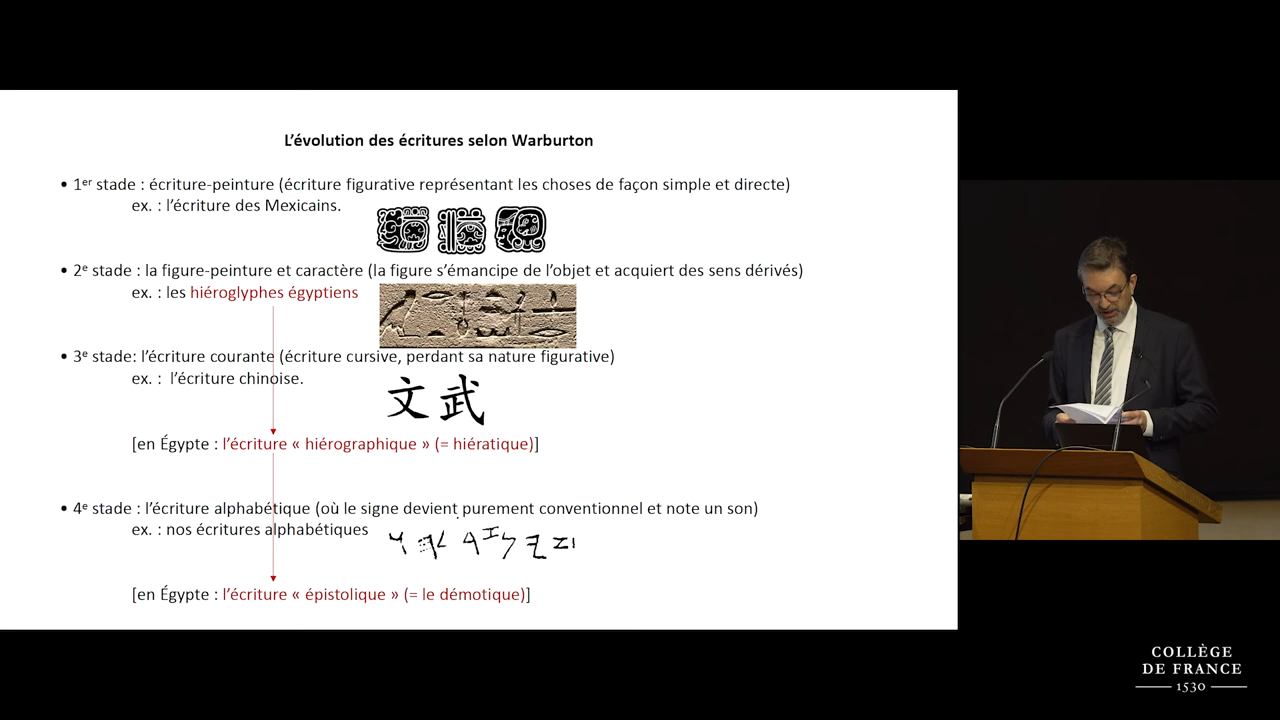 L’évolution des écritures selon Warburton
• 1er stade : écriture-peinture (écriture figurative représentant les choses de façon simple et directe)
ex. : l’écriture des Mexicains.
• 2e stade : la figure-peinture et caractère (la figure s’émancipe de l’objet et acquiert des sens dérivés)
ex. : les hiéroglyphes égyptiens
• 3e stade: l’écriture courante (écriture cursive, perdant sa nature figurative)
ex. : l’écriture chinoise.
文武
[en Égypte : l’écriture « hiérographique » (= hiératique)]
• 4e stade : l’écriture alphabétique (où le signe devient purement conventionnel et note un son)
ex. : nos écritures alphabétiques
[en Égypte : l’écriture « épistolique » (= le démotique)]
COLLÈGE
DE FRANCE
1530